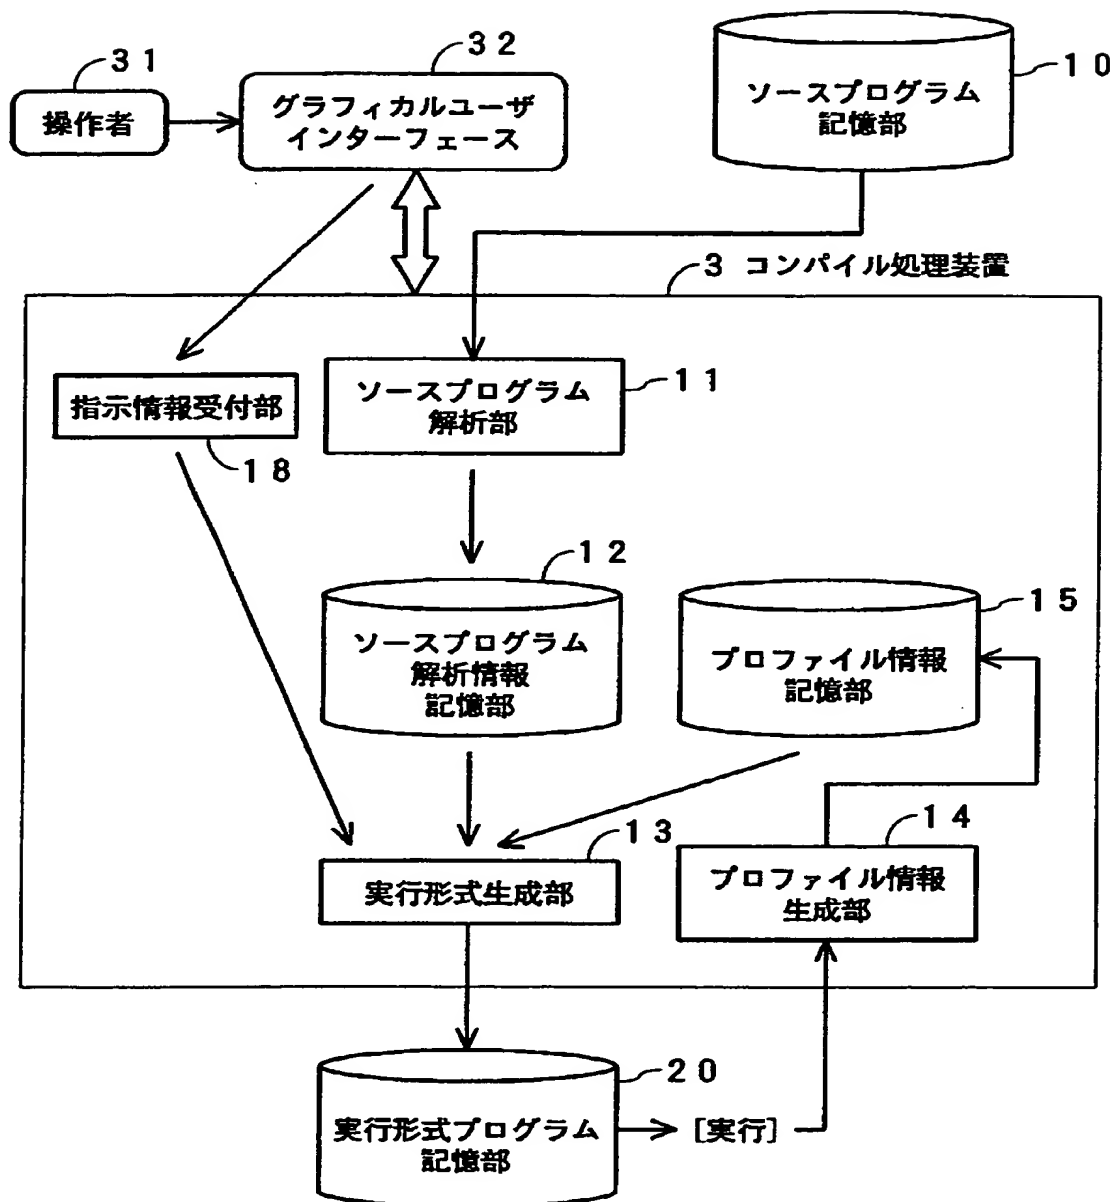 31
操作者
32
グラフィカルユーザ
インターフェース
10
ソースプログラム
記憶部
3 コンパイル処理装置
指示情報受付部
18
ソースプログラム
解析部
11
12
ソースプログラム
解析情報
記憶部
15
プロファイル情報
記憶部
13
実行形式生成部
14
プロファイル情報
生成部
20
実行形式プログラム
記憶部
[実行]